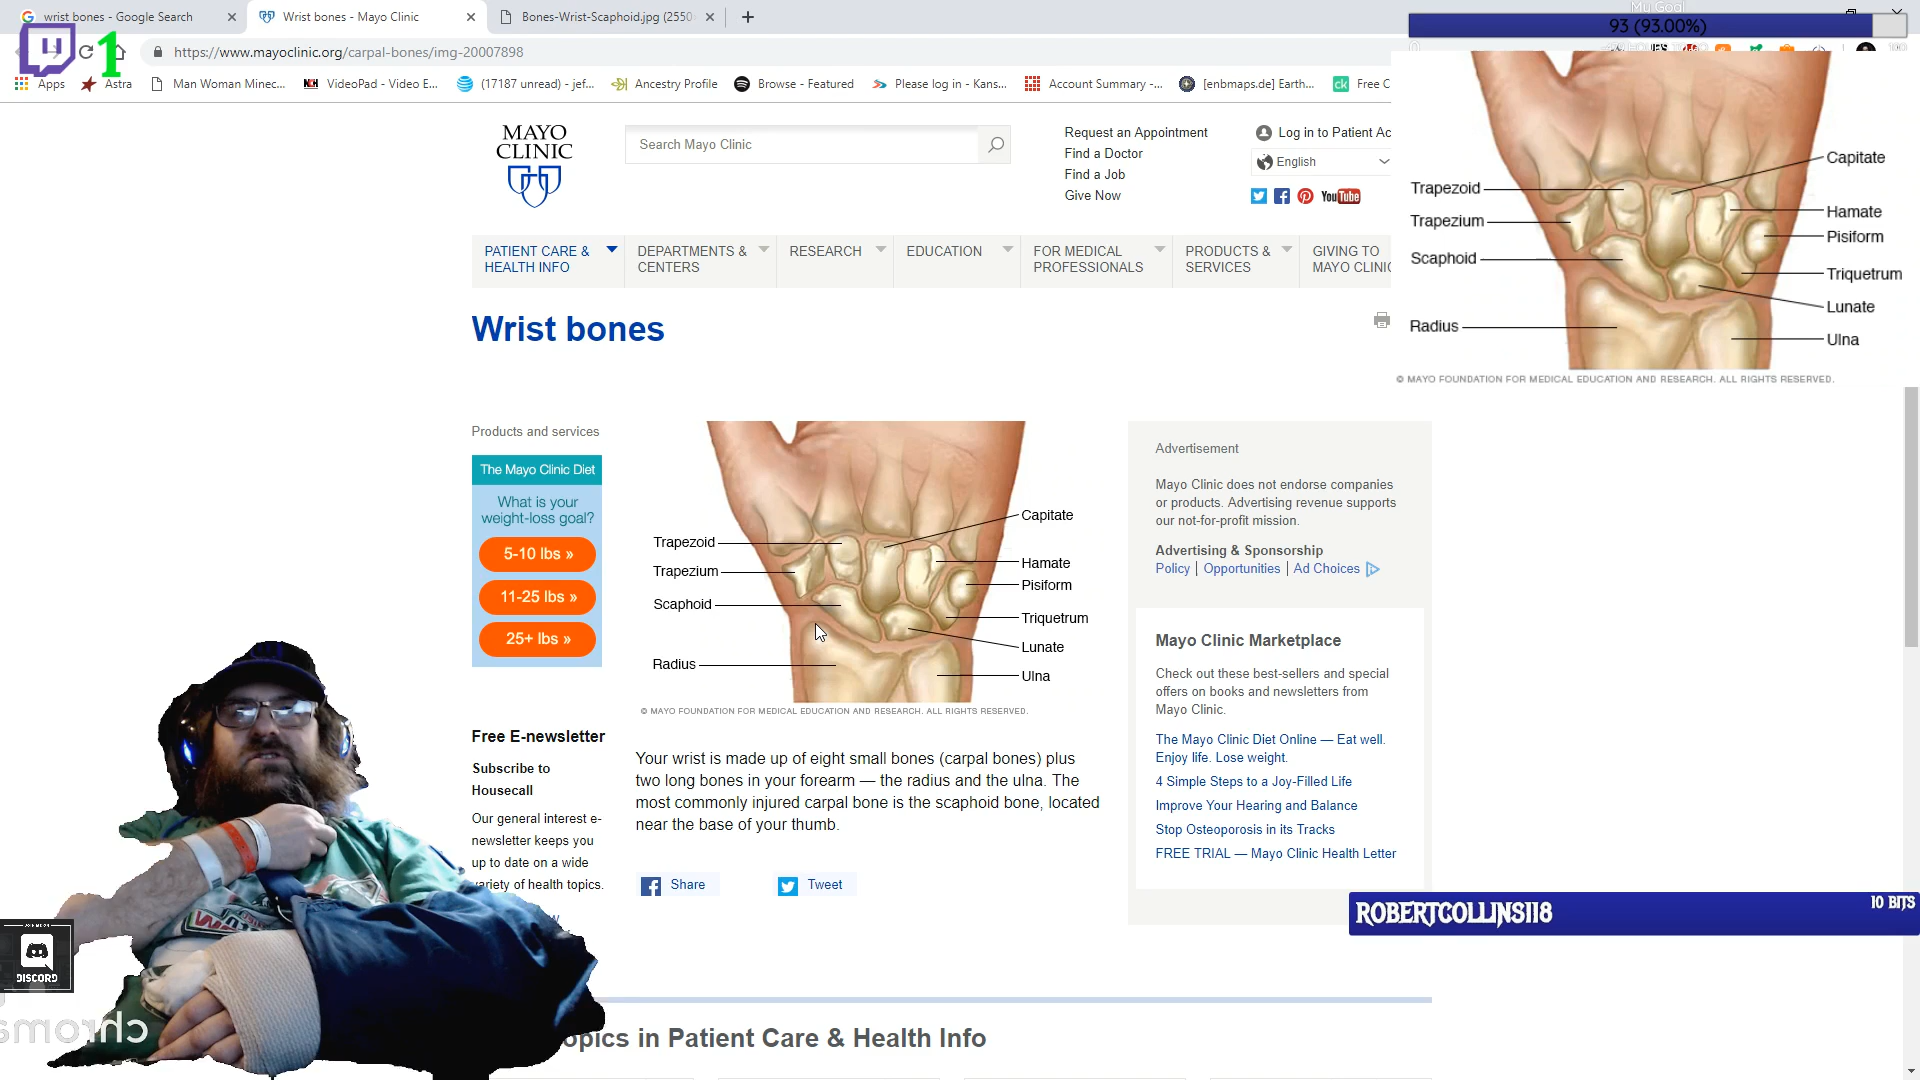 wrist bones - Google Search
Wrist bones - Mayo Clinic
Bones-Wrist-Scaphoid.jpg (2550
My Goal
93 (93.00%)
1
https://www.mayoclinic.org/carpal-bones/img-20007898
Apps
Astra
Man Woman Minec...
VideoPad - Video E...
(17187 unread) - jef...
Ancestry Profile
Browse - Featured
Please log in - Kans...
Account Summary -...
[enbmaps.de] Earth...
Free C
MAYO
CLINIC
Search Mayo Clinic
Request an Appointment
Find a Doctor
Find a Job
Give Now
Log in to Patient Ac
English
YouTube
PATIENT CARE &
HEALTH INFO
DEPARTMENTS &
CENTERS
RESEARCH
EDUCATION
FOR MEDICAL
PROFESSIONALS
PRODUCTS &
SERVICES
GIVING TO
MAYO CLINIC
Capitate
Trapezoid
Hamate
Trapezium
Pisiform
Scaphoid
Triquetrum
Lunate
Radius
Ulna
© MAYO FOUNDATION FOR MEDICAL EDUCATION AND RESEARCH. ALL RIGHTS RESERVED.
Wrist bones
Products and services
The Mayo Clinic Diet
What is your
weight-loss goal?
5-10 lbs »
11-25 lbs »
25+ lbs »
Free E-newsletter
Subscribe to
Housecall
Our general interest e-
newsletter keeps you
up to date on a wide
variety of health topics.
Capitate
Trapezoid
Hamate
Trapezium
Pisiform
Scaphoid
Triquetrum
Lunate
Radius
Ulna
© MAYO FOUNDATION FOR MEDICAL EDUCATION AND RESEARCH. ALL RIGHTS RESERVED.
Your wrist is made up of eight small bones (carpal bones) plus
two long bones in your forearm — the radius and the ulna. The
most commonly injured carpal bone is the scaphoid bone, located
near the base of your thumb.
Share
Tweet
Advertisement
Mayo Clinic does not endorse companies
or products. Advertising revenue supports
our not-for-profit mission.
Advertising & Sponsorship
Policy | Opportunities | Ad Choices
Mayo Clinic Marketplace
Check out these best-sellers and special
offers on books and newsletters from
Mayo Clinic.
The Mayo Clinic Diet Online — Eat well.
Enjoy life. Lose weight.
4 Simple Steps to a Joy-Filled Life
Improve Your Hearing and Balance
Stop Osteoporosis in its Tracks
FREE TRIAL — Mayo Clinic Health Letter
ROBERTCOLLINS118
10 BITS
DISCORD
chroma
opics in Patient Care & Health Info